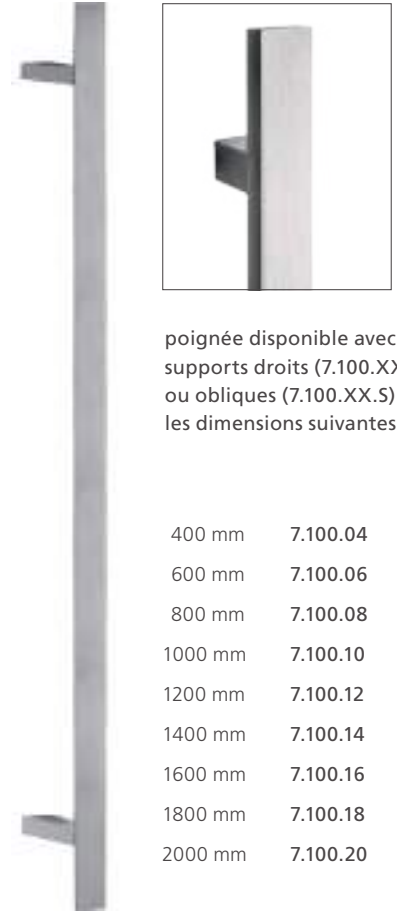 poignée disponible avec
supports droits (7.100.XX
ou obliques (7.100.XX.S)
les dimensions suivantes
400 mm 7.100.04
600 mm 7.100.06
800 mm 7.100.08
1000 mm 7.100.10
1200 mm 7.100.12
1400 mm 7.100.14
1600 mm 7.100.16
1800 mm 7.100.18
2000 mm 7.100.20